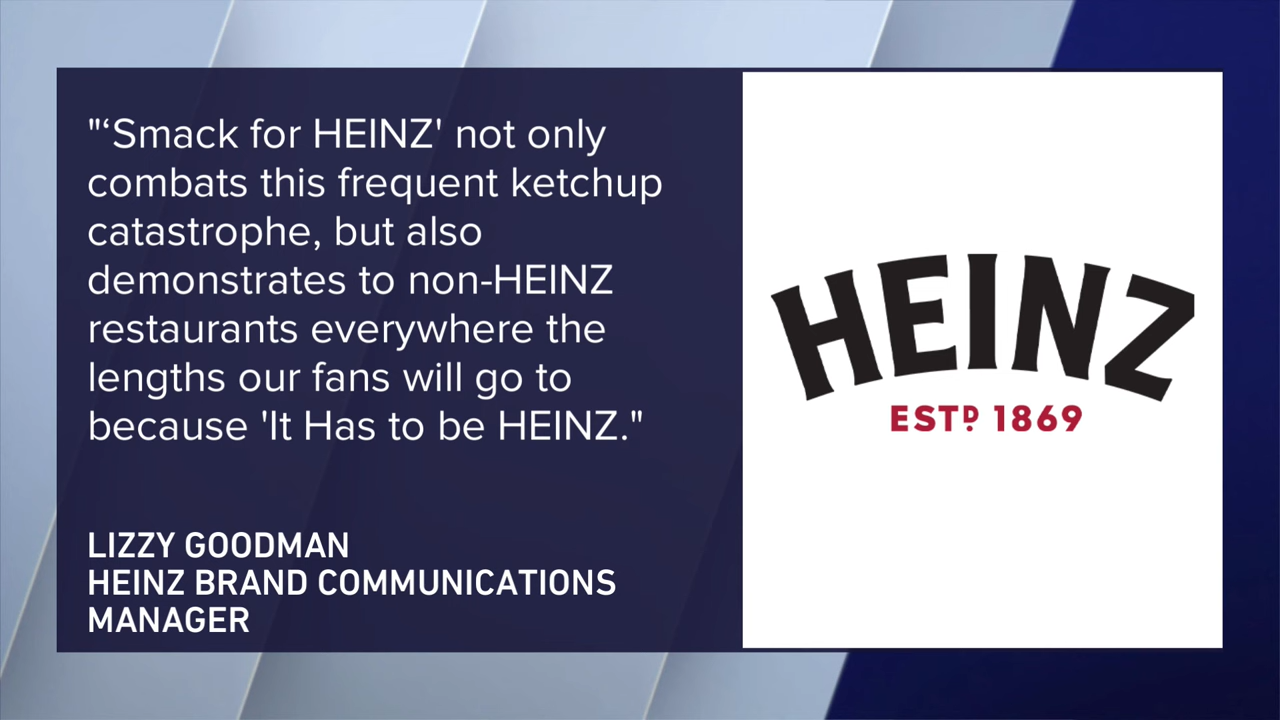 "‘Smack for HEINZ' not only
combats this frequent ketchup
catastrophe, but also
demonstrates to non-HEINZ
restaurants everywhere the
lengths our fans will go to
because 'It Has to be HEINZ."
LIZZY GOODMAN
HEINZ BRAND COMMUNICATIONS
MANAGER
HEINZ
ESTD 1869